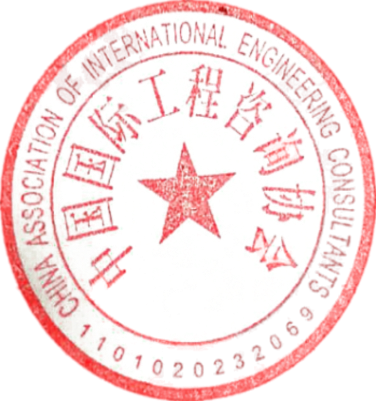 CHINA ASSOCIATION OF INTERNATIONAL ENGINEERING CONSULTANTS
中国国际工程咨询协会
1101020232069